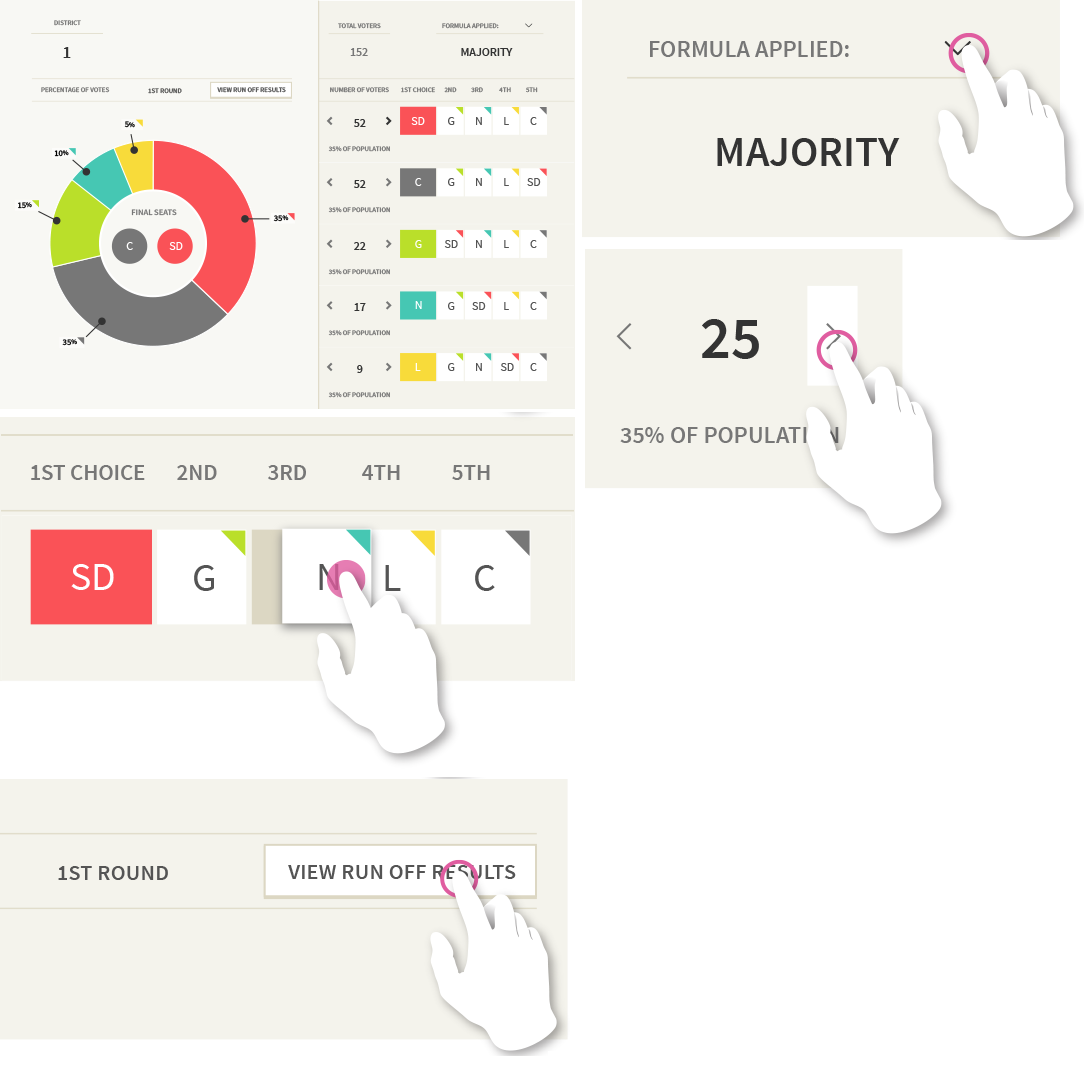 DISTRICT
1
PERCENTAGE OF VOTES 1ST ROUND VIEW RUN OFF RESULTS
5%
10%
15%
35%
35%
FINAL SEATS
C SD
TOTAL VOTERS FORMULA APPLIED:
152 MAJORITY
NUMBER OF VOTERS 1ST CHOICE 2ND 3RD 4TH 5TH
52 SD G N L C
35% OF POPULATION
52 C G N L SD
35% OF POPULATION
22 G SD N L C
35% OF POPULATION
17 N G SD L C
35% OF POPULATION
9 L G N SD C
35% OF POPULATION
FORMULA APPLIED:
MAJORITY
25
35% OF POPULATION
1ST CHOICE 2ND 3RD 4TH 5TH
SD G N L C
1ST ROUND VIEW RUN OFF RESULTS